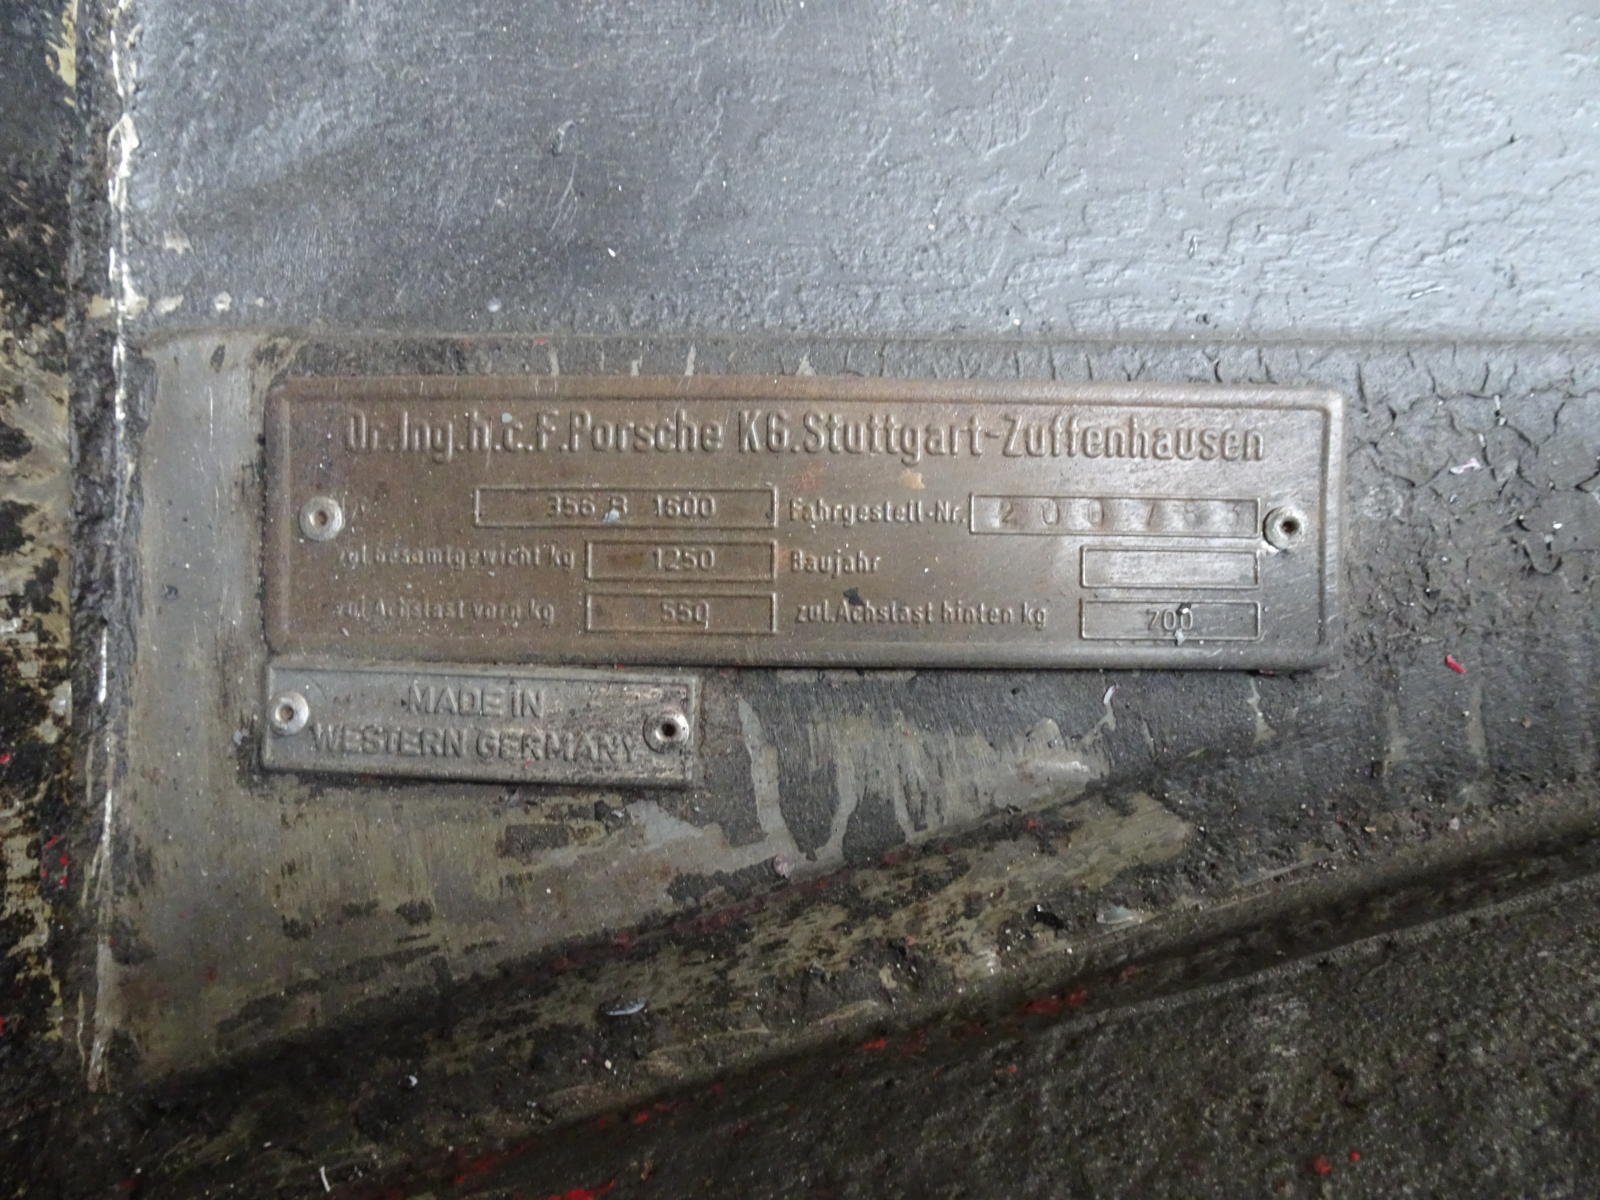 Dr.Ing.h.c.F.Porsche KG.Stuttgart-Zuffenhausen
356 B 1600 Fahrgestell-Nr.
zul.Gesamtgewicht kg 1250 Baujahr
zul.Achslast vorn kg 550 zul.Achslast hinten kg 700
MADE IN
WESTERN GERMANY